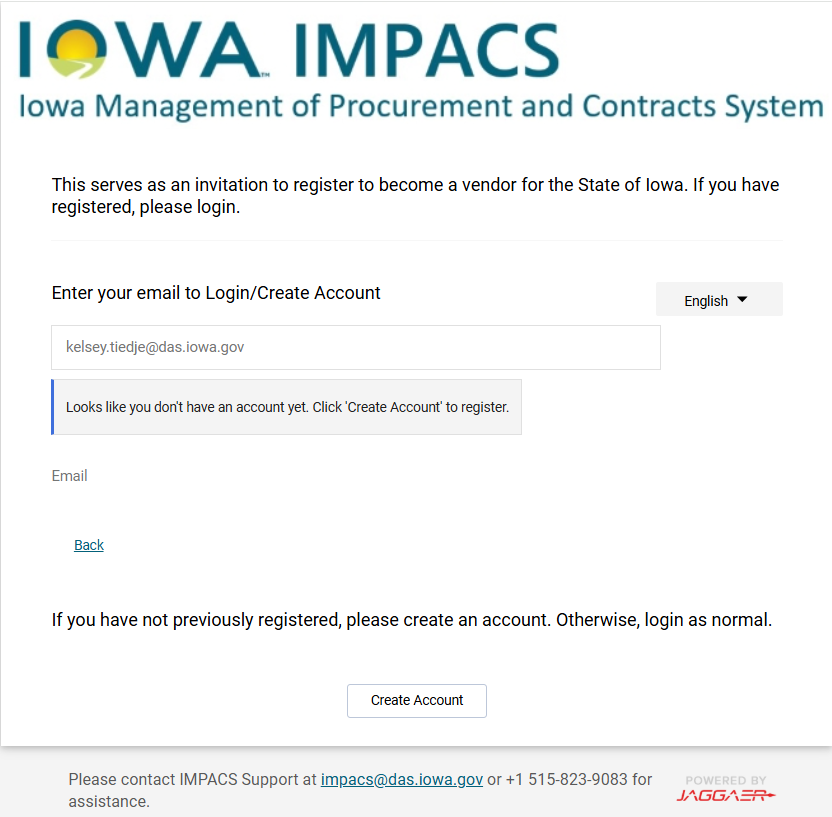 IOWA™ IMPACS
Iowa Management of Procurement and Contracts System
This serves as an invitation to register to become a vendor for the State of Iowa. If you have
registered, please login.
Enter your email to Login/Create Account
English
kelsey.tiedje@das.iowa.gov
Looks like you don't have an account yet. Click 'Create Account' to register.
Email
Back
If you have not previously registered, please create an account. Otherwise, login as normal.
Create Account
Please contact IMPACS Support at impacs@das.iowa.gov or +1 515-823-9083 for
assistance.
POWERED BY
JAGGAER